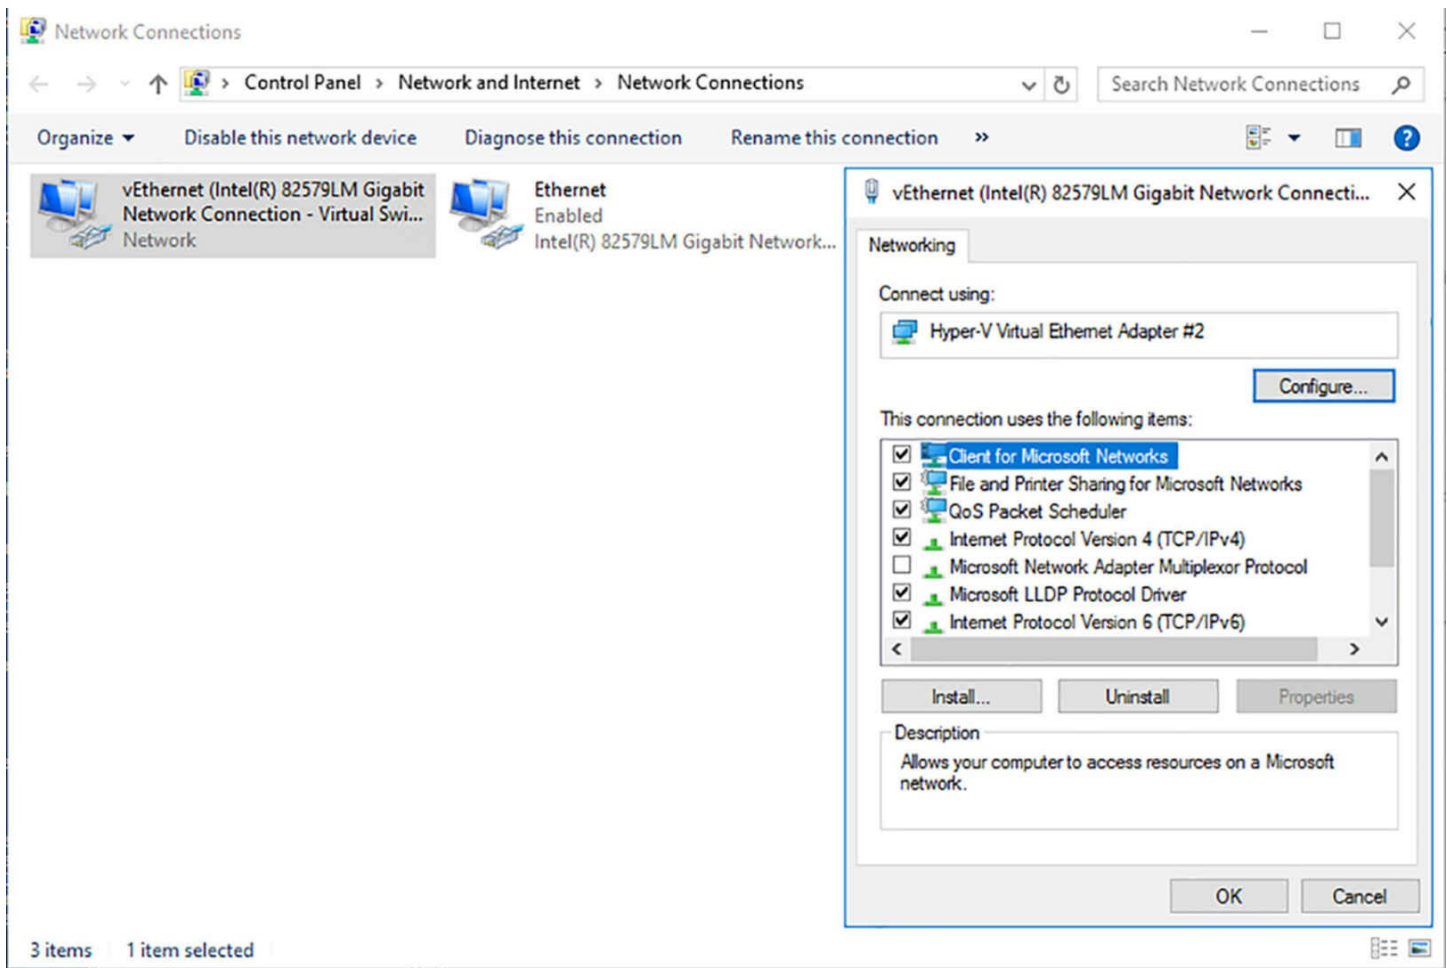 Network Connections
Control Panel > Network and Internet > Network Connections
Search Network Connections
Organize
Disable this network device
Diagnose this connection
Rename this connection
»
vEthernet (Intel(R) 82579LM Gigabit
Network Connection - Virtual Swi...
Network
Ethernet
Enabled
Intel(R) 82579LM Gigabit Network...
vEthernet (Intel(R) 82579LM Gigabit Network Connecti...
Networking
Connect using:
Hyper-V Virtual Ethernet Adapter #2
Configure...
This connection uses the following items:
Client for Microsoft Networks
File and Printer Sharing for Microsoft Networks
QoS Packet Scheduler
Internet Protocol Version 4 (TCP/IPv4)
Microsoft Network Adapter Multiplexor Protocol
Microsoft LLDP Protocol Driver
Internet Protocol Version 6 (TCP/IPv6)
Install...
Uninstall
Properties
Description
Allows your computer to access resources on a Microsoft
network.
OK
Cancel
3 items
1 item selected